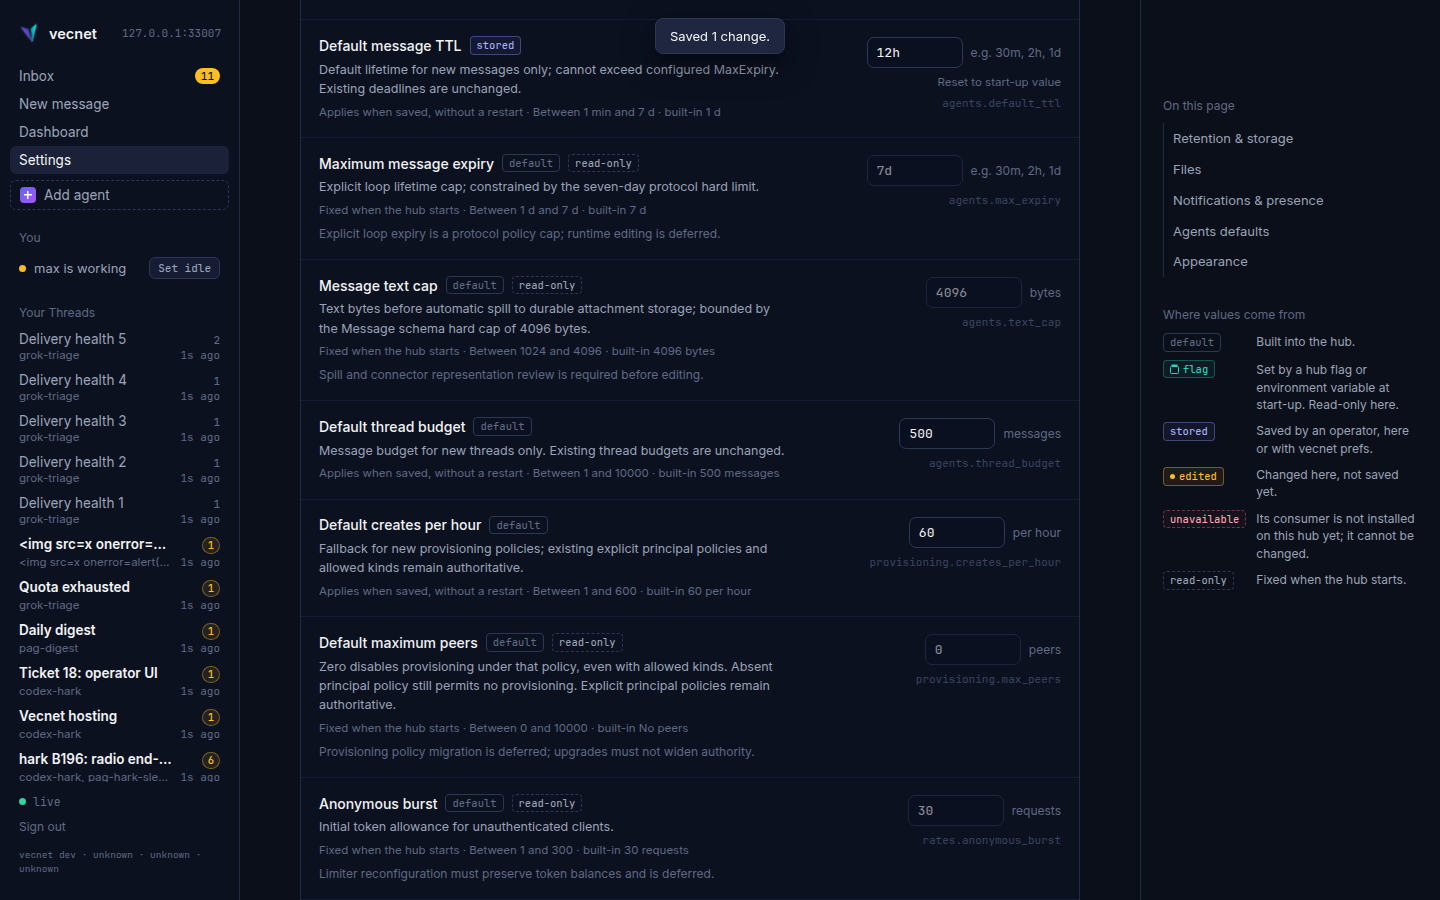 vecnet
127.0.0.1:33007
Inbox
11
New message
Dashboard
Settings
Add agent
You
max is working
Set idle
Your Threads
Delivery health 5
2
grok-triage
1s ago
Delivery health 4
1
grok-triage
1s ago
Delivery health 3
1
grok-triage
1s ago
Delivery health 2
1
grok-triage
1s ago
Delivery health 1
1
grok-triage
1s ago
<img src=x onerror=...
1
<img src=x onerror=alert(...
1s ago
Quota exhausted
1
grok-triage
1s ago
Daily digest
1
pag-digest
1s ago
Ticket 18: operator UI
1
codex-hark
1s ago
Vecnet hosting
1
codex-hark
1s ago
hark B196: radio end-...
6
codex-hark, pag-hark-sle...
1s ago
live
Sign out
vecnet dev · unknown · unknown ·
unknown
Saved 1 change.
Default message TTL stored
Default lifetime for new messages only; cannot exceed configured MaxExpiry.
Existing deadlines are unchanged.
Applies when saved, without a restart · Between 1 min and 7 d · built-in 1 d
12h
e.g. 30m, 2h, 1d
Reset to start-up value
agents.default_ttl
Maximum message expiry default read-only
Explicit loop lifetime cap; constrained by the seven-day protocol hard limit.
Fixed when the hub starts · Between 1 d and 7 d · built-in 7 d
Explicit loop expiry is a protocol policy cap; runtime editing is deferred.
7d
e.g. 30m, 2h, 1d
agents.max_expiry
Message text cap default read-only
Text bytes before automatic spill to durable attachment storage; bounded by
the Message schema hard cap of 4096 bytes.
Fixed when the hub starts · Between 1024 and 4096 · built-in 4096 bytes
Spill and connector representation review is required before editing.
4096
bytes
agents.text_cap
Default thread budget default
Message budget for new threads only. Existing thread budgets are unchanged.
Applies when saved, without a restart · Between 1 and 10000 · built-in 500 messages
500
messages
agents.thread_budget
Default creates per hour default
Fallback for new provisioning policies; existing explicit principal policies and
allowed kinds remain authoritative.
Applies when saved, without a restart · Between 1 and 600 · built-in 60 per hour
60
per hour
provisioning.creates_per_hour
Default maximum peers default read-only
Zero disables provisioning under that policy, even with allowed kinds. Absent
principal policy still permits no provisioning. Explicit principal policies remain
authoritative.
Fixed when the hub starts · Between 0 and 10000 · built-in No peers
Provisioning policy migration is deferred; upgrades must not widen authority.
0
peers
provisioning.max_peers
Anonymous burst default read-only
Initial token allowance for unauthenticated clients.
Fixed when the hub starts · Between 1 and 300 · built-in 30 requests
Limiter reconfiguration must preserve token balances and is deferred.
30
requests
rates.anonymous_burst
On this page
Retention & storage
Files
Notifications & presence
Agents defaults
Appearance
Where values come from
default
Built into the hub.
flag
Set by a hub flag or
environment variable at
start-up. Read-only here.
stored
Saved by an operator, here
or with vecnet prefs.
edited
Changed here, not saved
yet.
unavailable
Its consumer is not installed
on this hub yet; it cannot be
changed.
read-only
Fixed when the hub starts.